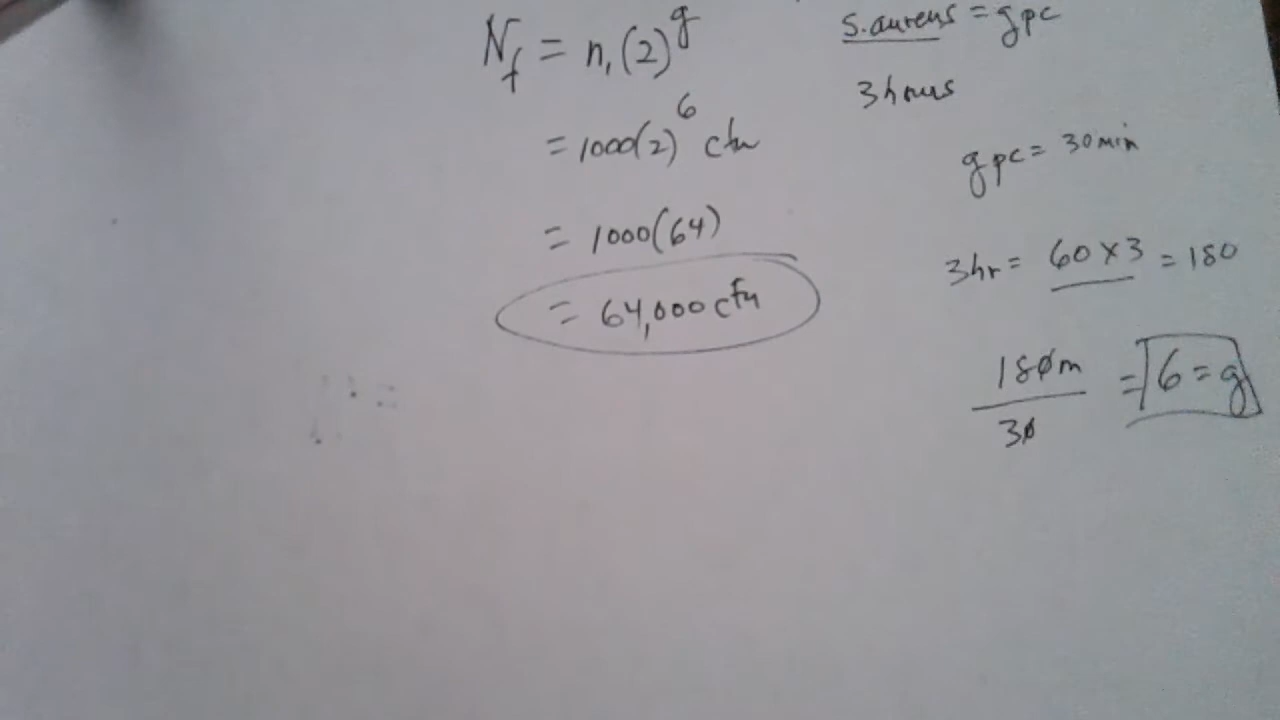 N_f = n₁(2)^g
= 1000(2)^6 cfu
= 1000(64)
= 64,000 cfu
S. aureus = gpc
3 hours
gpc = 30 min
3hr = 60 x 3 = 180
180m
30
= 6 = g